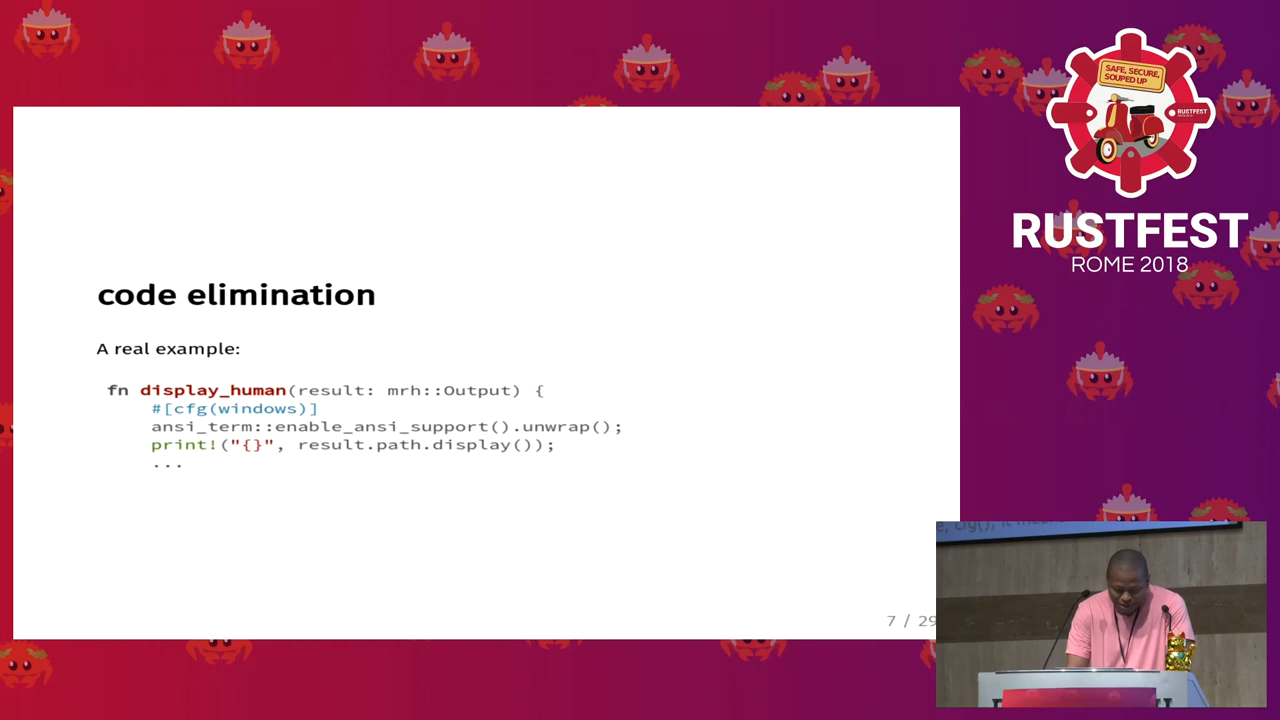 code elimination
A real example:
fn display_human(result: mrh::Output) {
#[cfg(windows)]
ansi_term::enable_ansi_support().unwrap();
print!("{}", result.path.display());
...
7 / 29
SAFE, SECURE,
SOUPED UP
RUSTFEST
RUSTFEST
ROME 2018